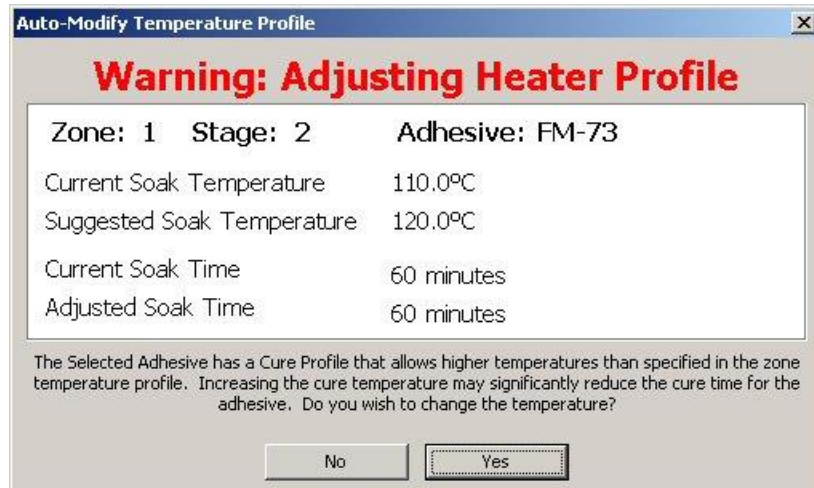 Auto-Modify Temperature Profile
Warning: Adjusting Heater Profile
Zone: 1 Stage: 2 Adhesive: FM-73
Current Soak Temperature 110.0ºC
Suggested Soak Temperature 120.0ºC
Current Soak Time 60 minutes
Adjusted Soak Time 60 minutes
The Selected Adhesive has a Cure Profile that allows higher temperatures than specified in the zone
temperature profile. Increasing the cure temperature may significantly reduce the cure time for the
adhesive. Do you wish to change the temperature?
No Yes